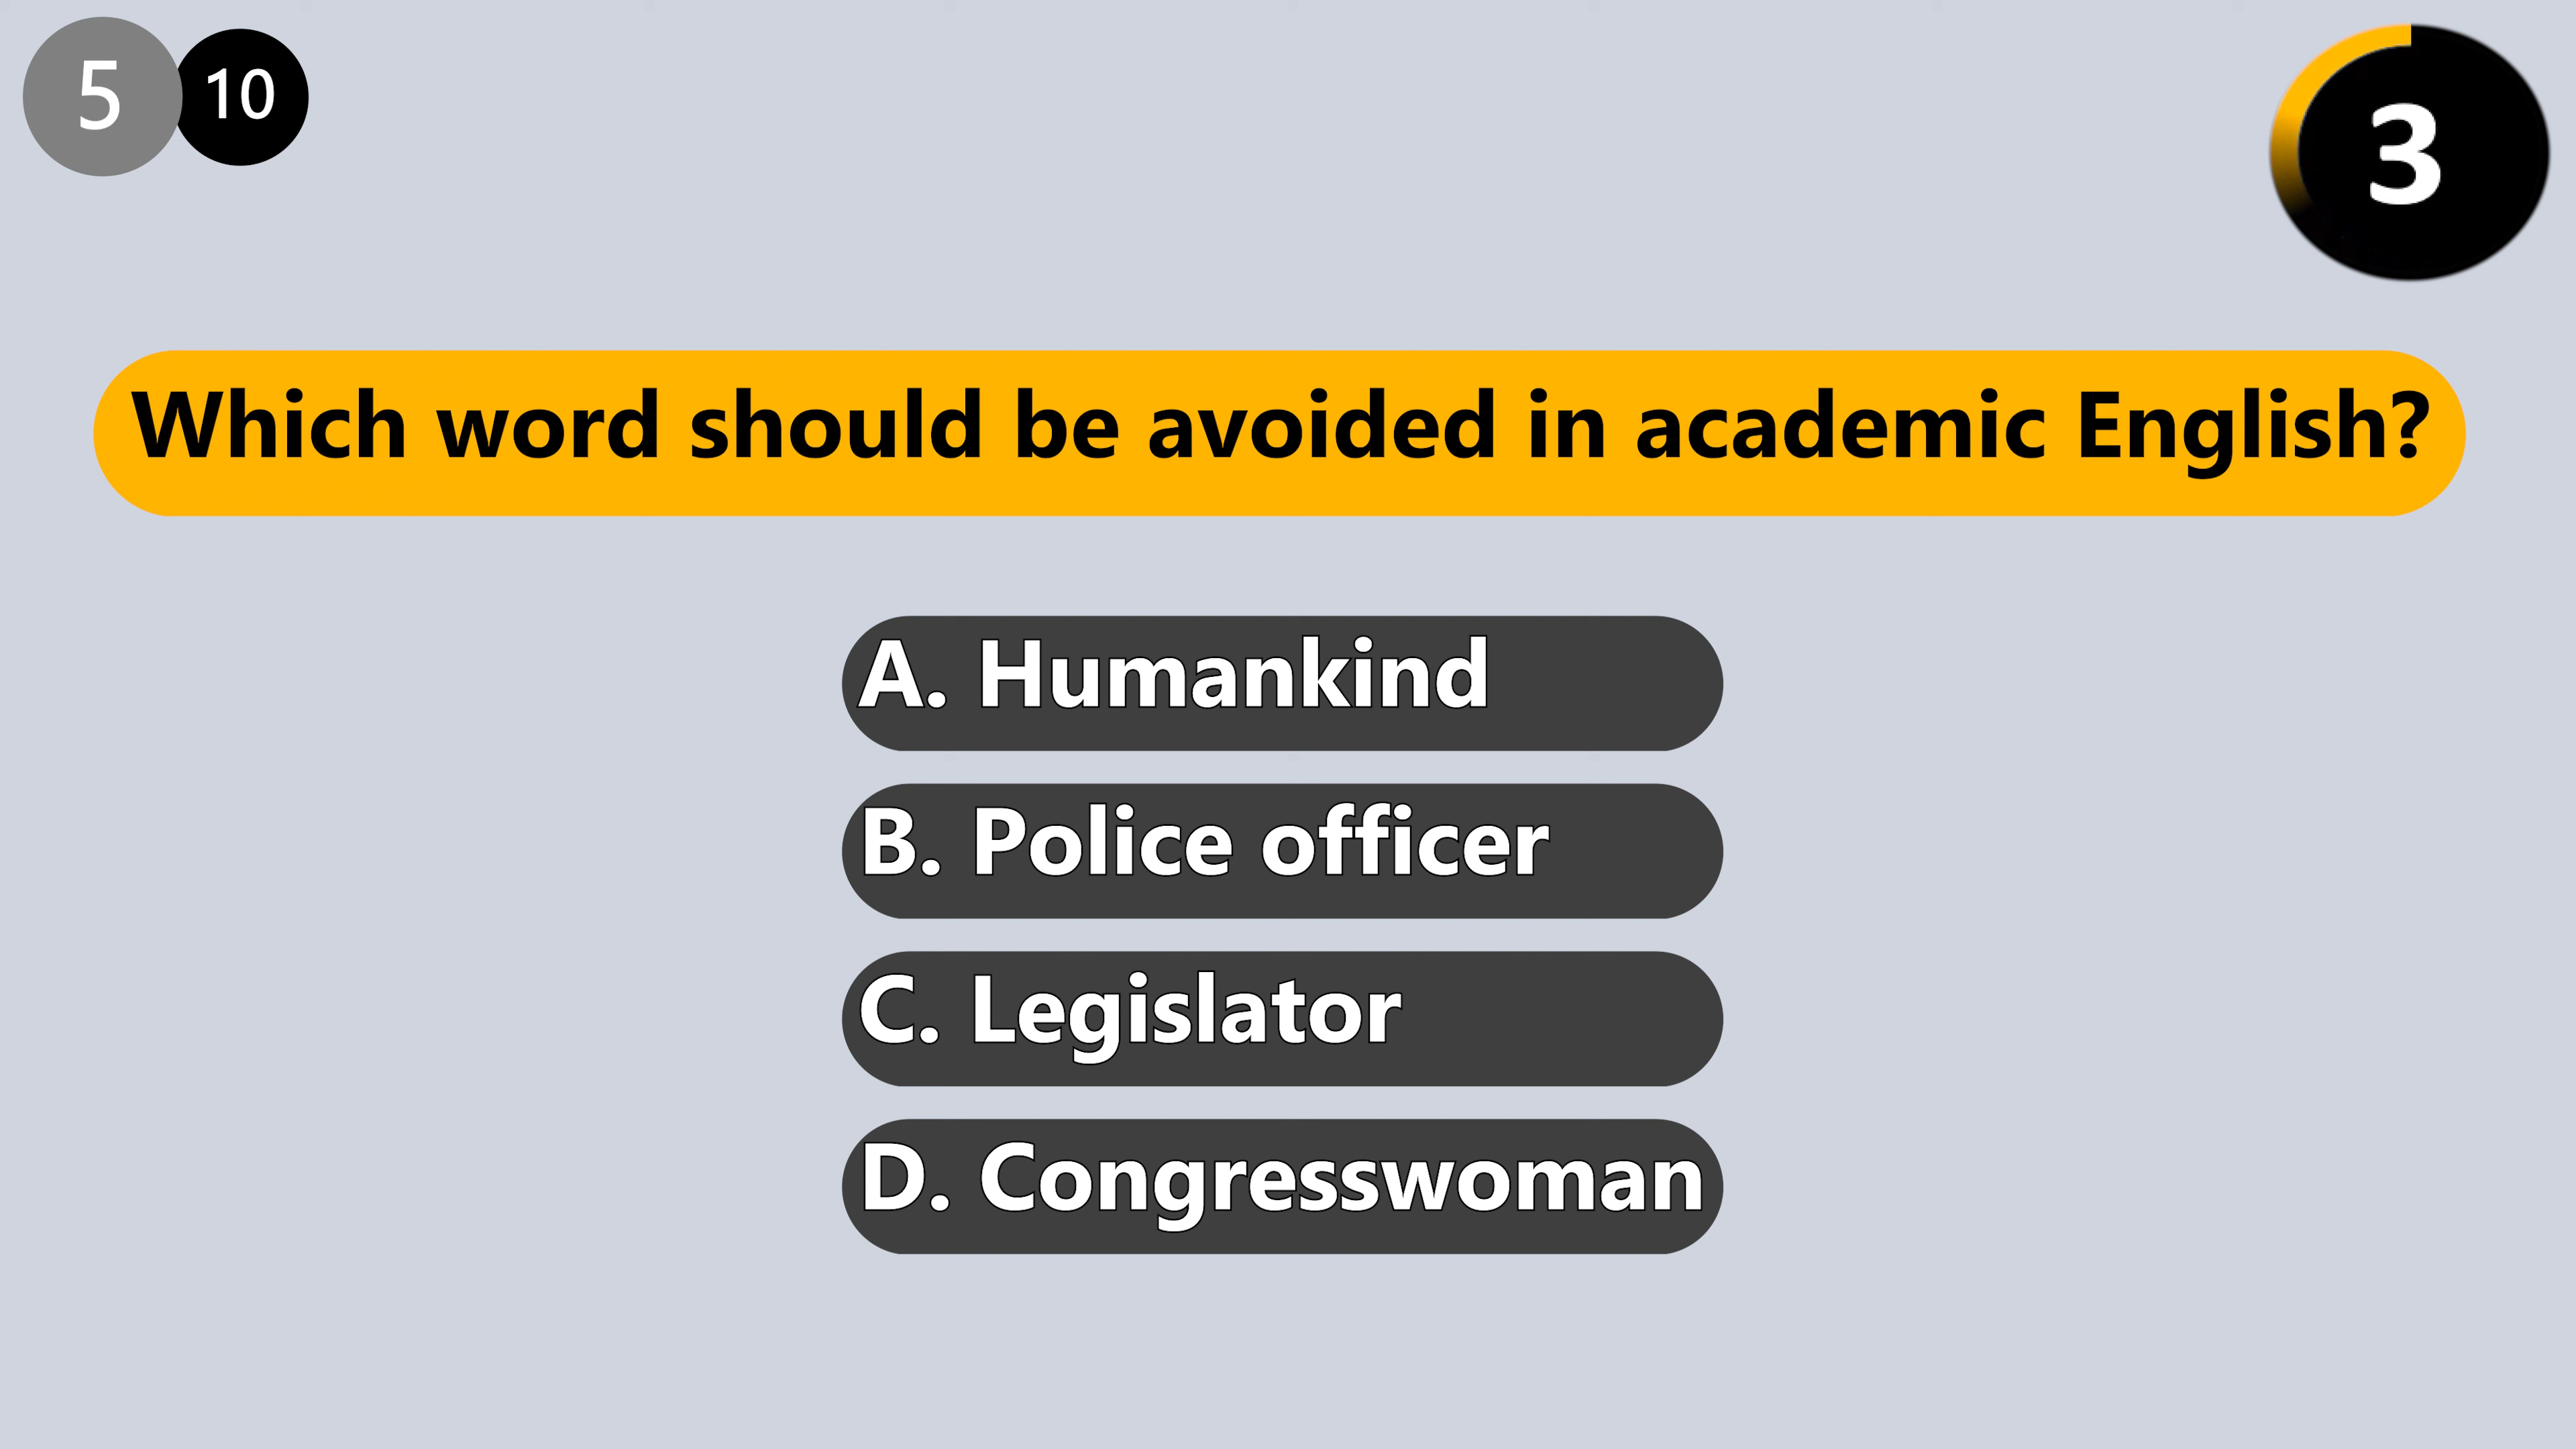 5 10
3
Which word should be avoided in academic English?
A. Humankind
B. Police officer
C. Legislator
D. Congresswoman